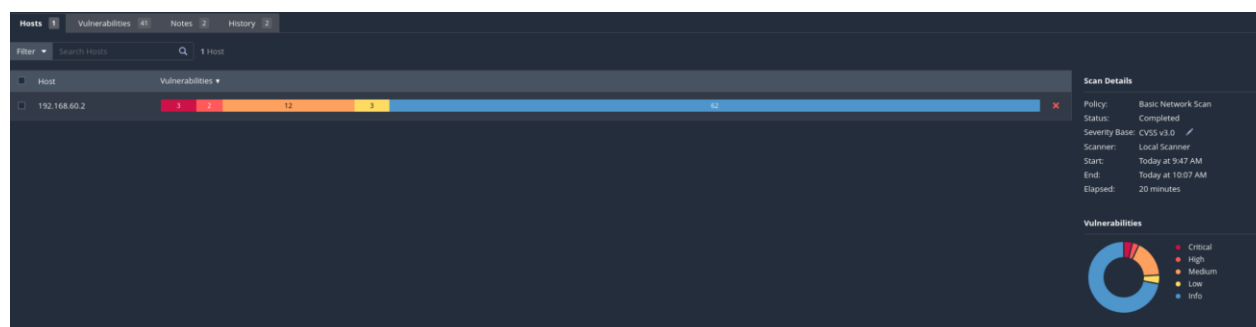 Hosts 1 Vulnerabilities 41 Notes 2 History 2
Filter Search Hosts 1 Host
Host Vulnerabilities
192.168.60.2 3 2 12 3 62
Scan Details
Policy: Basic Network Scan
Status: Completed
Severity Base: CVSS v3.0
Scanner: Local Scanner
Start: Today at 9:47 AM
End: Today at 10:07 AM
Elapsed: 20 minutes
Vulnerabilities
Critical
High
Medium
Low
Info